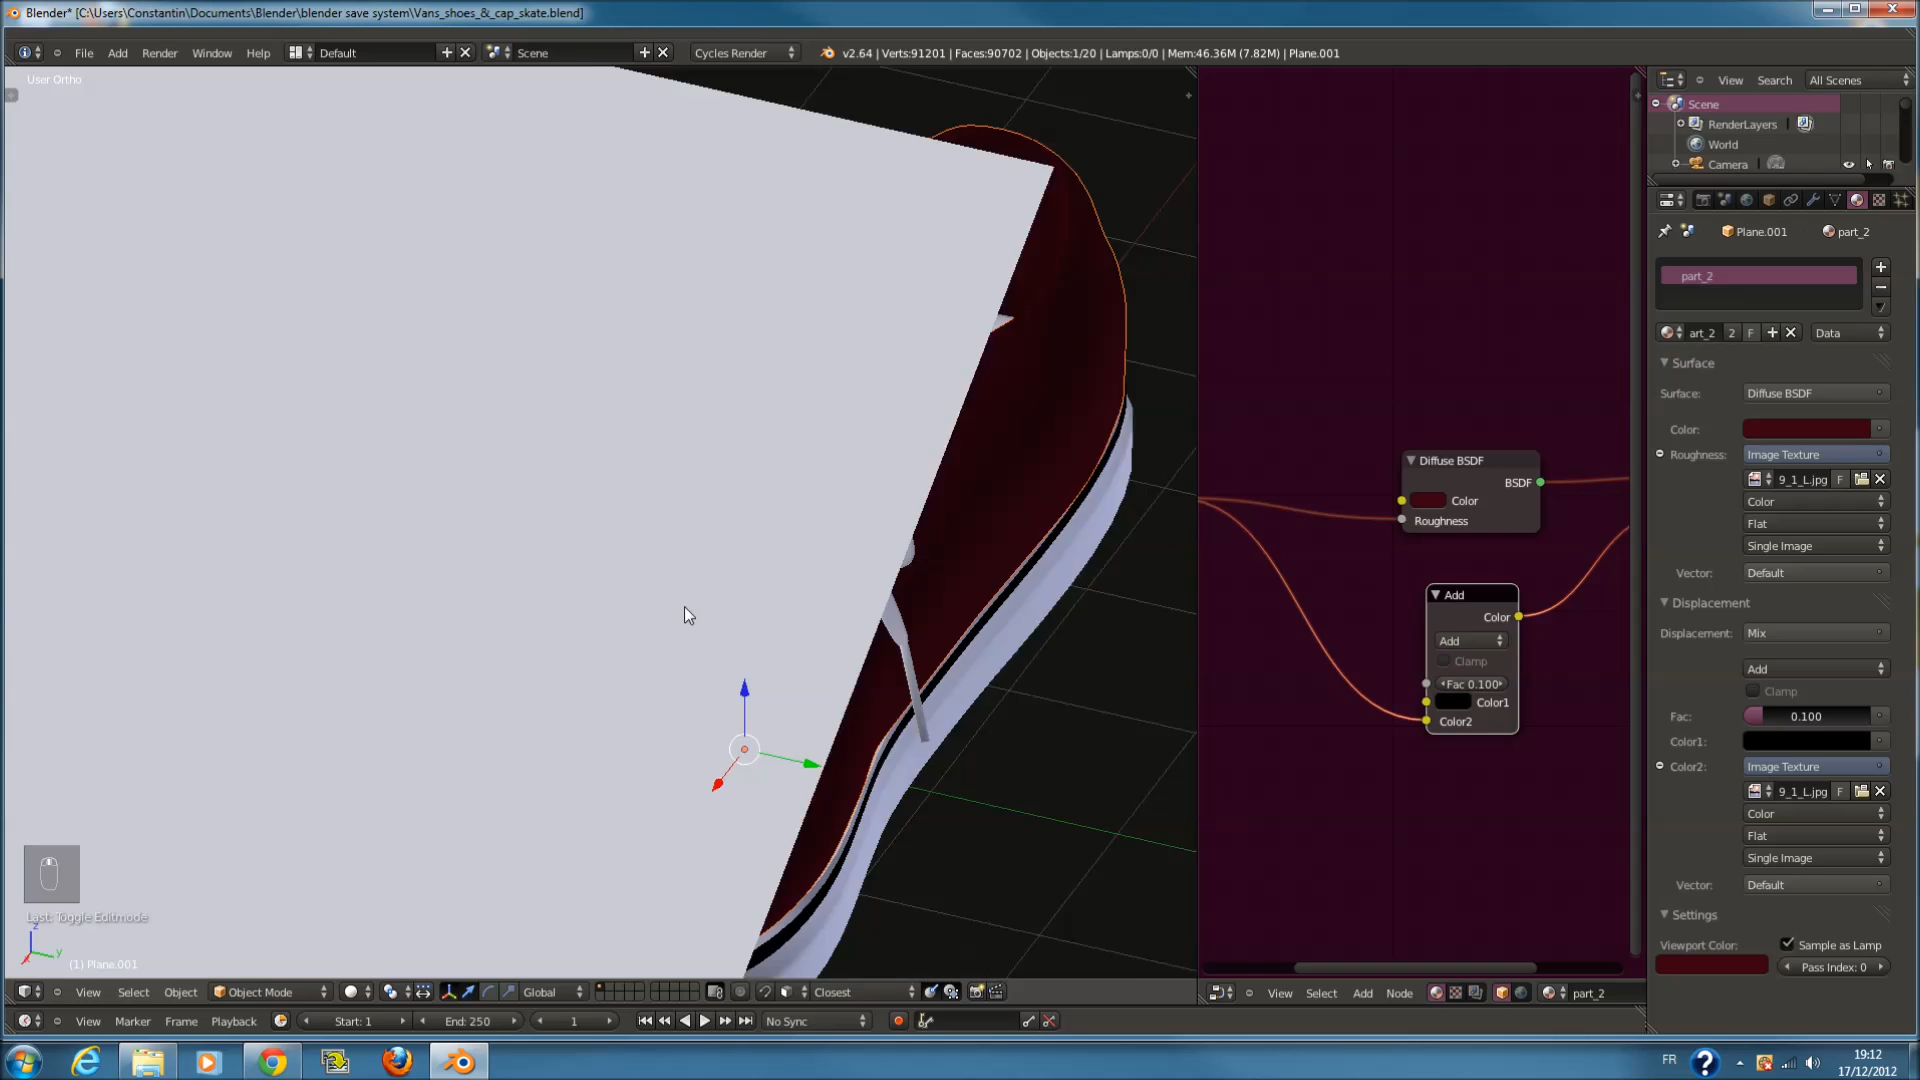 Blender* [C:\Users\Constantin\Documents\Blender\blender save system\Vans_shoes_&_cap_skate.blend]
File Add Render Window Help Default Scene Cycles Render v2.64 | Verts:91201 | Faces:90702 | Objects:1/20 | Lamps:0/0 | Mem:46.36M (7.82M) | Plane.001
User Ortho
View Search All Scenes
Scene
RenderLayers
World
Camera
Plane.001 part_2
part_2
art_2 2 F Data
Surface
Surface: Diffuse BSDF
Color:
Roughness: Image Texture
9_1_L.jpg F
Color
Flat
Single Image
Vector: Default
Displacement
Displacement: Mix
Add
Clamp
Fac: 0.100
Color1:
Color2: Image Texture
9_1_L.jpg F
Color
Flat
Single Image
Vector: Default
Settings
Viewport Color: Sample as Lamp
Pass Index: 0
Diffuse BSDF
BSDF
Color
Roughness
Add
Color
Add
Clamp
Fac 0.100
Color1
Color2
Last: Toggle Editmode
z
y
x
(1) Plane.001
View Select Object Object Mode Global Closest
View Select Add Node part_2
View Marker Frame Playback Start: 1 End: 250 1 No Sync
FR ? 19:12
17/12/2012